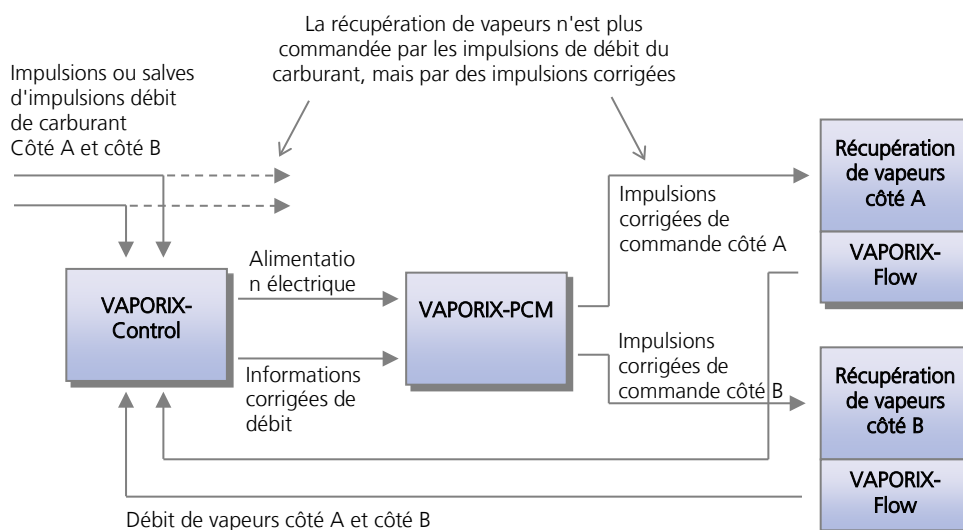 La récupération de vapeurs n'est plus
commandée par les impulsions de débit du
carburant, mais par des impulsions corrigées
Impulsions ou salves
d'impulsions débit
de carburant
Côté A et côté B
Récupération
de vapeurs
côté A
VAPORIX-
Flow
Impulsions
corrigées de
commande côté A
Alimentatio
n électrique
VAPORIX-
Control
VAPORIX-PCM
Informations
corrigées de
débit
Impulsions
corrigées de
commande côté B
Récupération
de vapeurs
côté B
VAPORIX-
Flow
Débit de vapeurs côté A et côté B